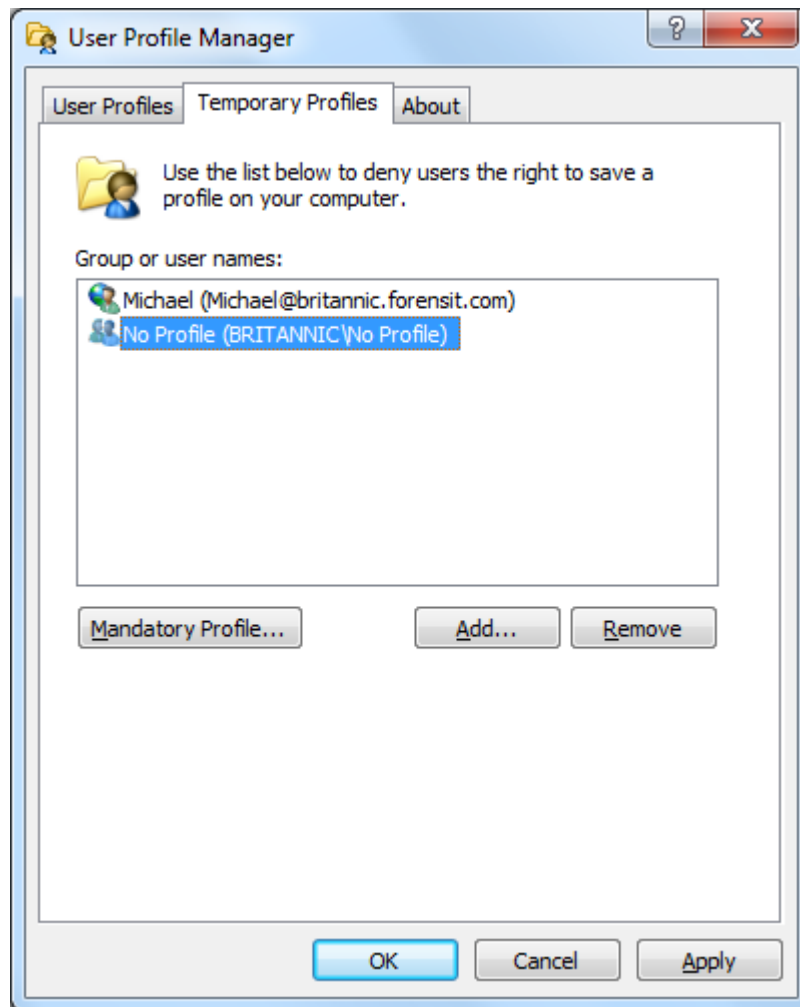 User Profile Manager
User Profiles
Temporary Profiles
About
Use the list below to deny users the right to save a
profile on your computer.
Group or user names:
Michael (Michael@britannic.forensit.com)
No Profile (BRITANNIC\No Profile)
Mandatory Profile...
Add...
Remove
OK
Cancel
Apply